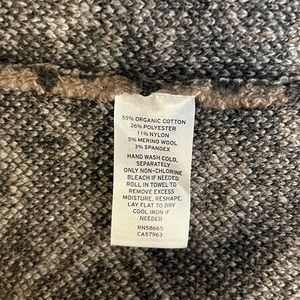 55% ORGANIC COTTON
26% POLYESTER
11% NYLON
5% MERINO WOOL
3% SPANDEX
HAND WASH COLD,
SEPARATELY
ONLY NON-CHLORINE
BLEACH IF NEEDED
ROLL IN TOWEL TO
REMOVE EXCESS
MOISTURE, RESHAPE,
LAY FLAT TO DRY
COOL IRON IF
NEEDED
RN58665
CA57963